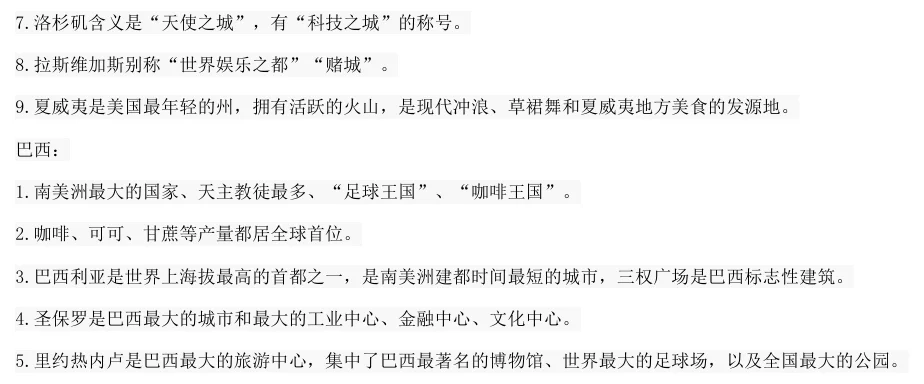 7.洛杉矶含义是“天使之城”，有“科技之城”的称号。
8.拉斯维加斯别称“世界娱乐之都”“赌城”。
9.夏威夷是美国最年轻的州，拥有活跃的火山，是现代冲浪、草裙舞和夏威夷地方美食的发源地。
巴西：
1.南美洲最大的国家、天主教徒最多、“足球王国”、“咖啡王国”。
2.咖啡、可可、甘蔗等产量都居全球首位。
3.巴西利亚是世界上海拔最高的首都之一，是南美洲建都时间最短的城市，三权广场是巴西标志性建筑。
4.圣保罗是巴西最大的城市和最大的工业中心、金融中心、文化中心。
5.里约热内卢是巴西最大的旅游中心，集中了巴西最著名的博物馆、世界最大的足球场，以及全国最大的公园。